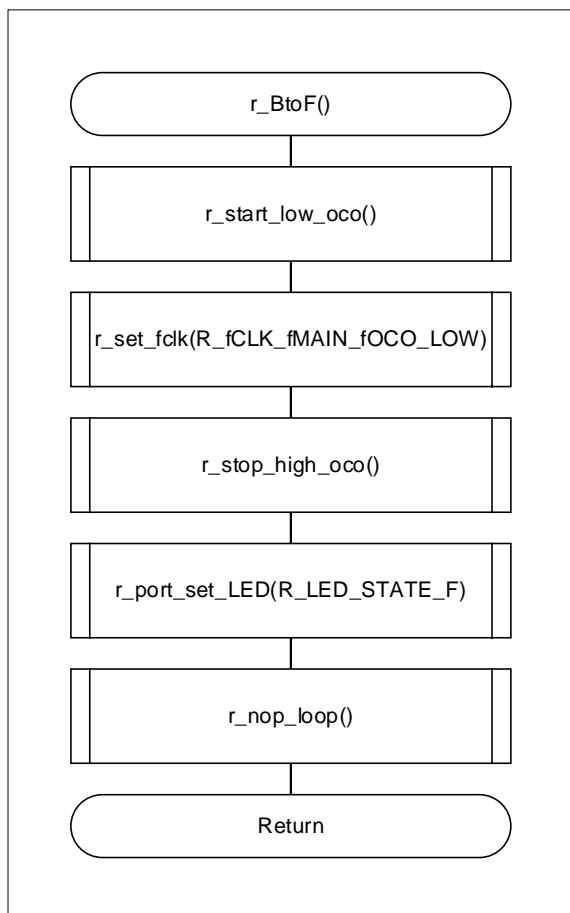 r_BtoF()
r_start_low_oco()
r_set_fclk(R_fCLK_fMAIN_fOCO_LOW)
r_stop_high_oco()
r_port_set_LED(R_LED_STATE_F)
r_nop_loop()
Return